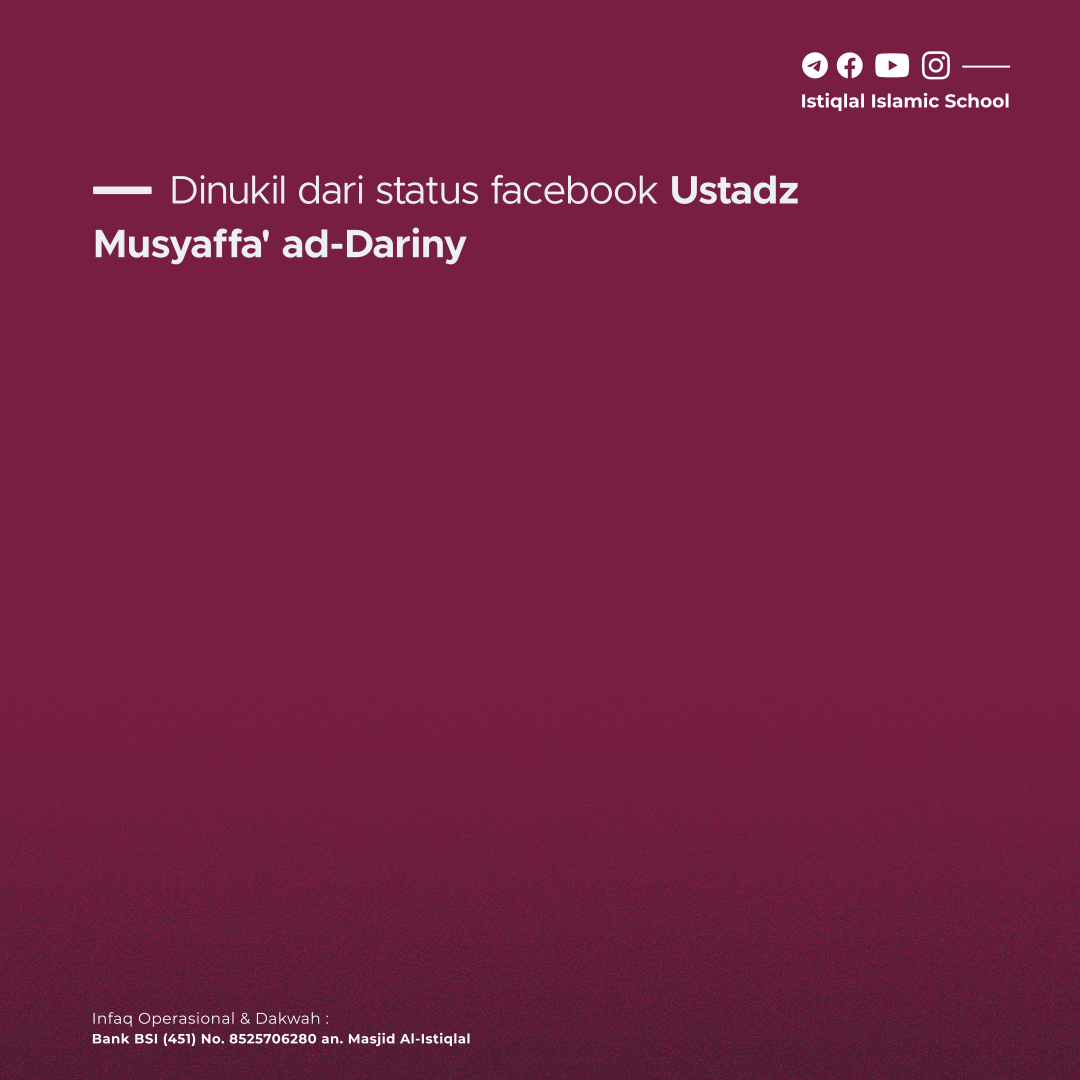 Istiqlal Islamic School
Dinukil dari status facebook Ustadz
Musyaffa' ad-Dariny
Infaq Operasional & Dakwah :
Bank BSI (451) No. 8525706280 an. Masjid Al-Istiqlal